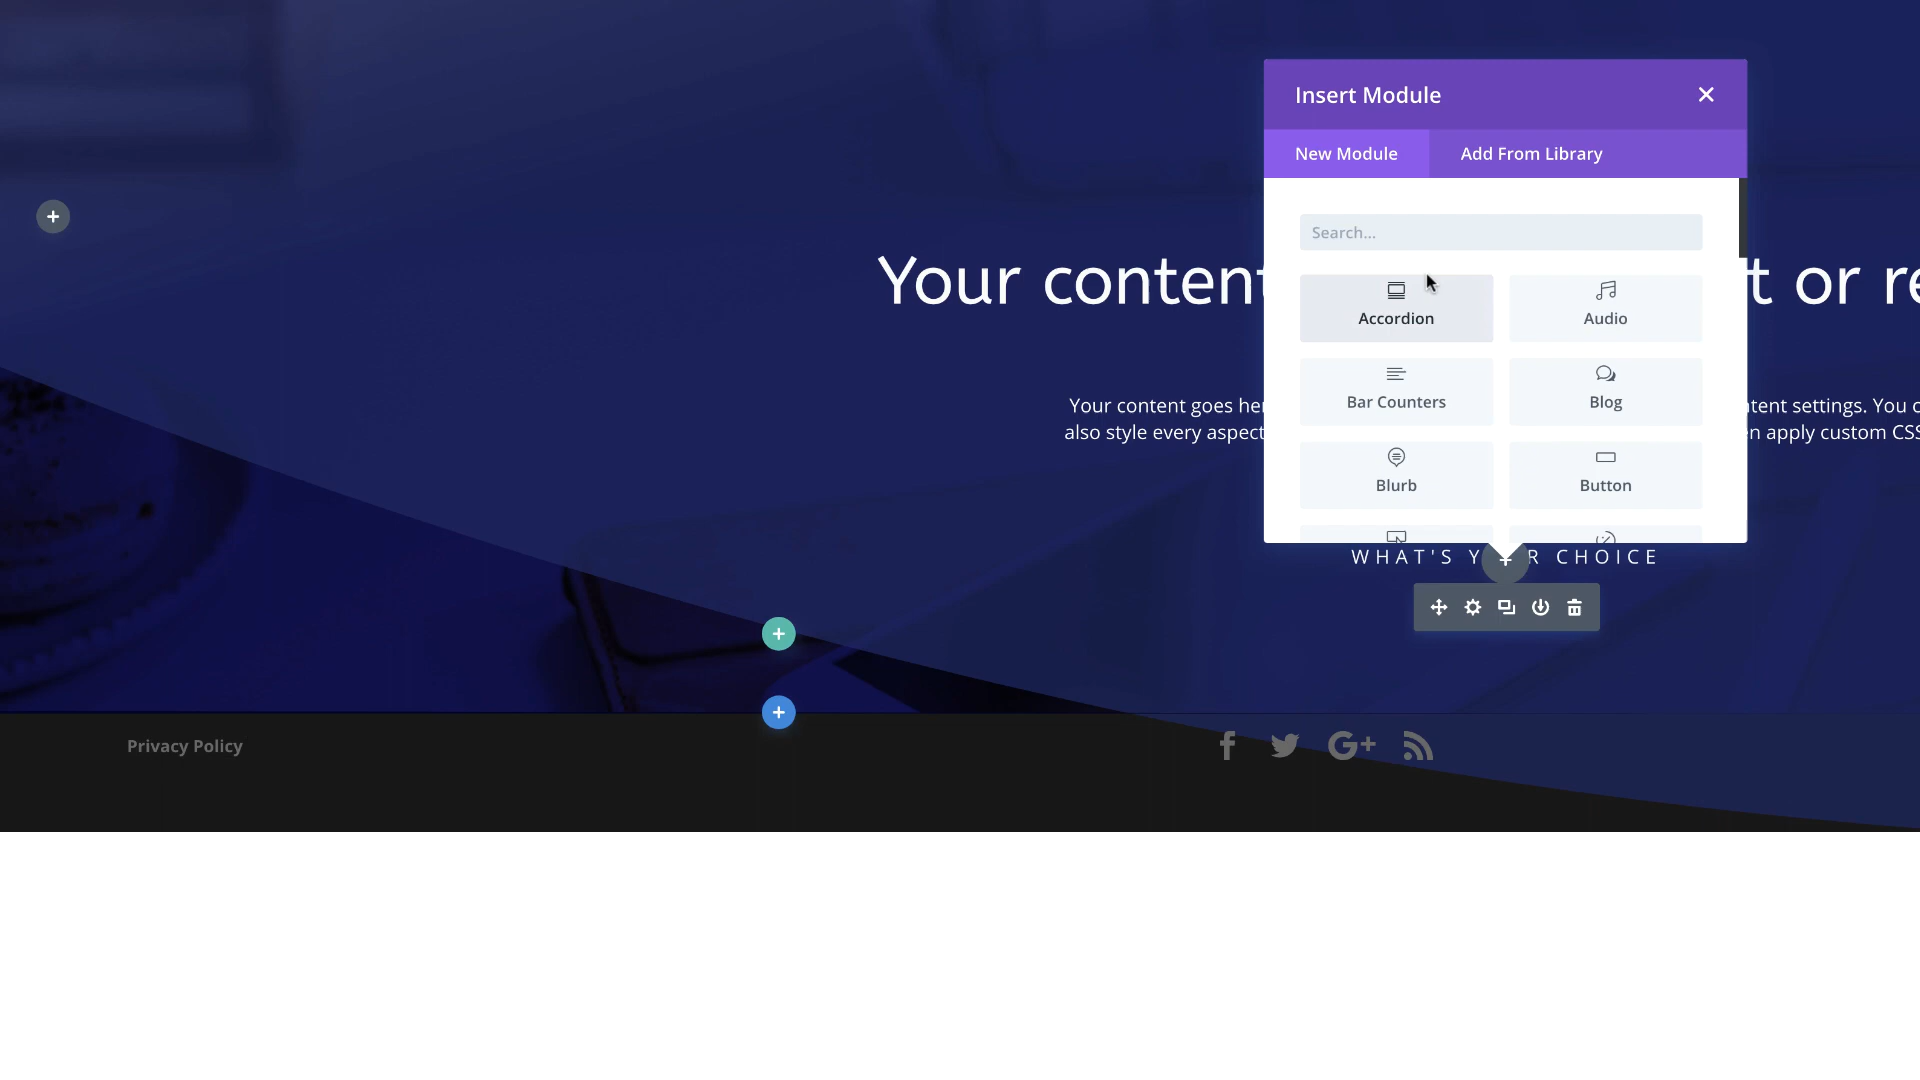 Insert Module
New Module
Add From Library
Search...
Your content
t or re
Accordion
Audio
Bar Counters
Blog
Your content goes her
tent settings. You c
also style every aspect
n apply custom CSS
Blurb
Button
WHAT'S Y R CHOICE
Privacy Policy